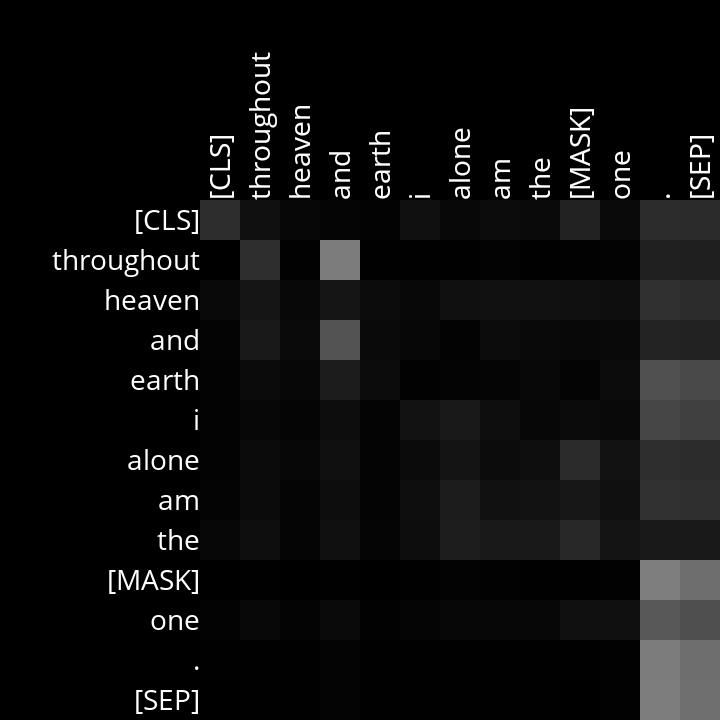 [CLS] throughout heaven and earth i alone am the [MASK] one . [SEP]
[CLS]
throughout
heaven
and
earth
i
alone
am
the
[MASK]
one
.
[SEP]